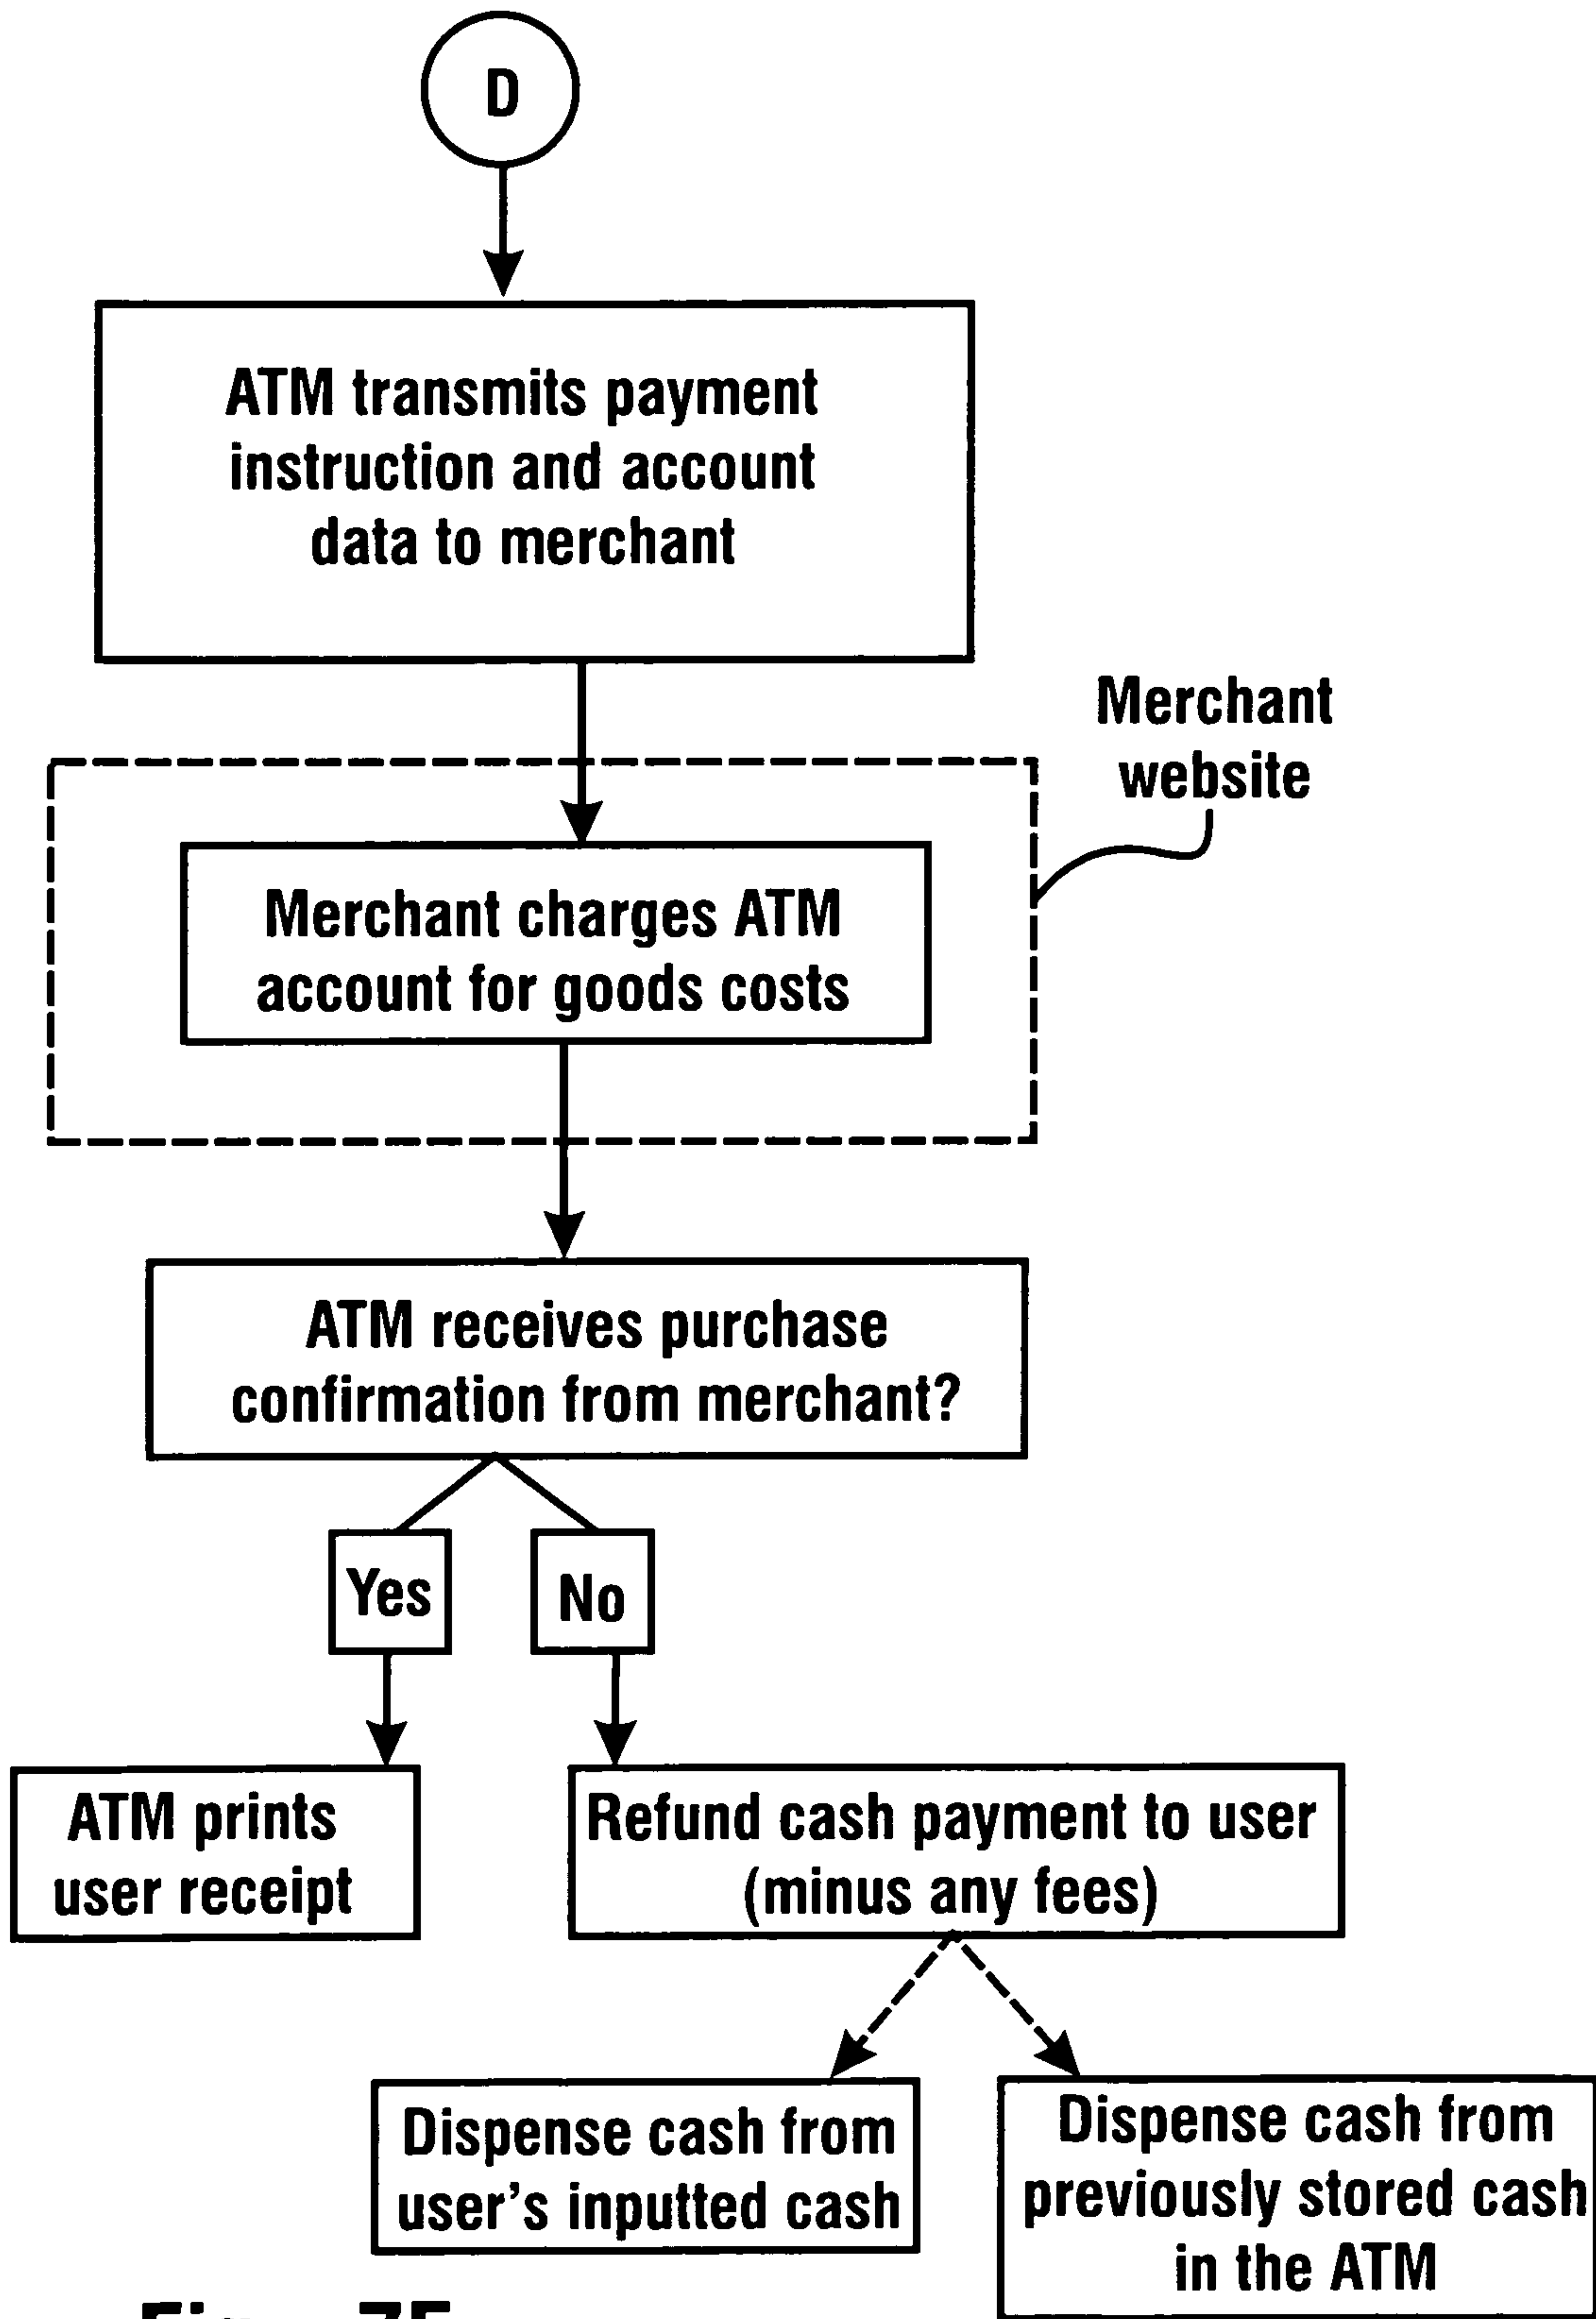 D
ATM transmits payment
instruction and account
data to merchant
Merchant
website
Merchant charges ATM
account for goods costs
ATM receives purchase
confirmation from merchant?
Yes
No
ATM prints
user receipt
Refund cash payment to user
(minus any fees)
Dispense cash from
user's inputted cash
Dispense cash from
previously stored cash
in the ATM